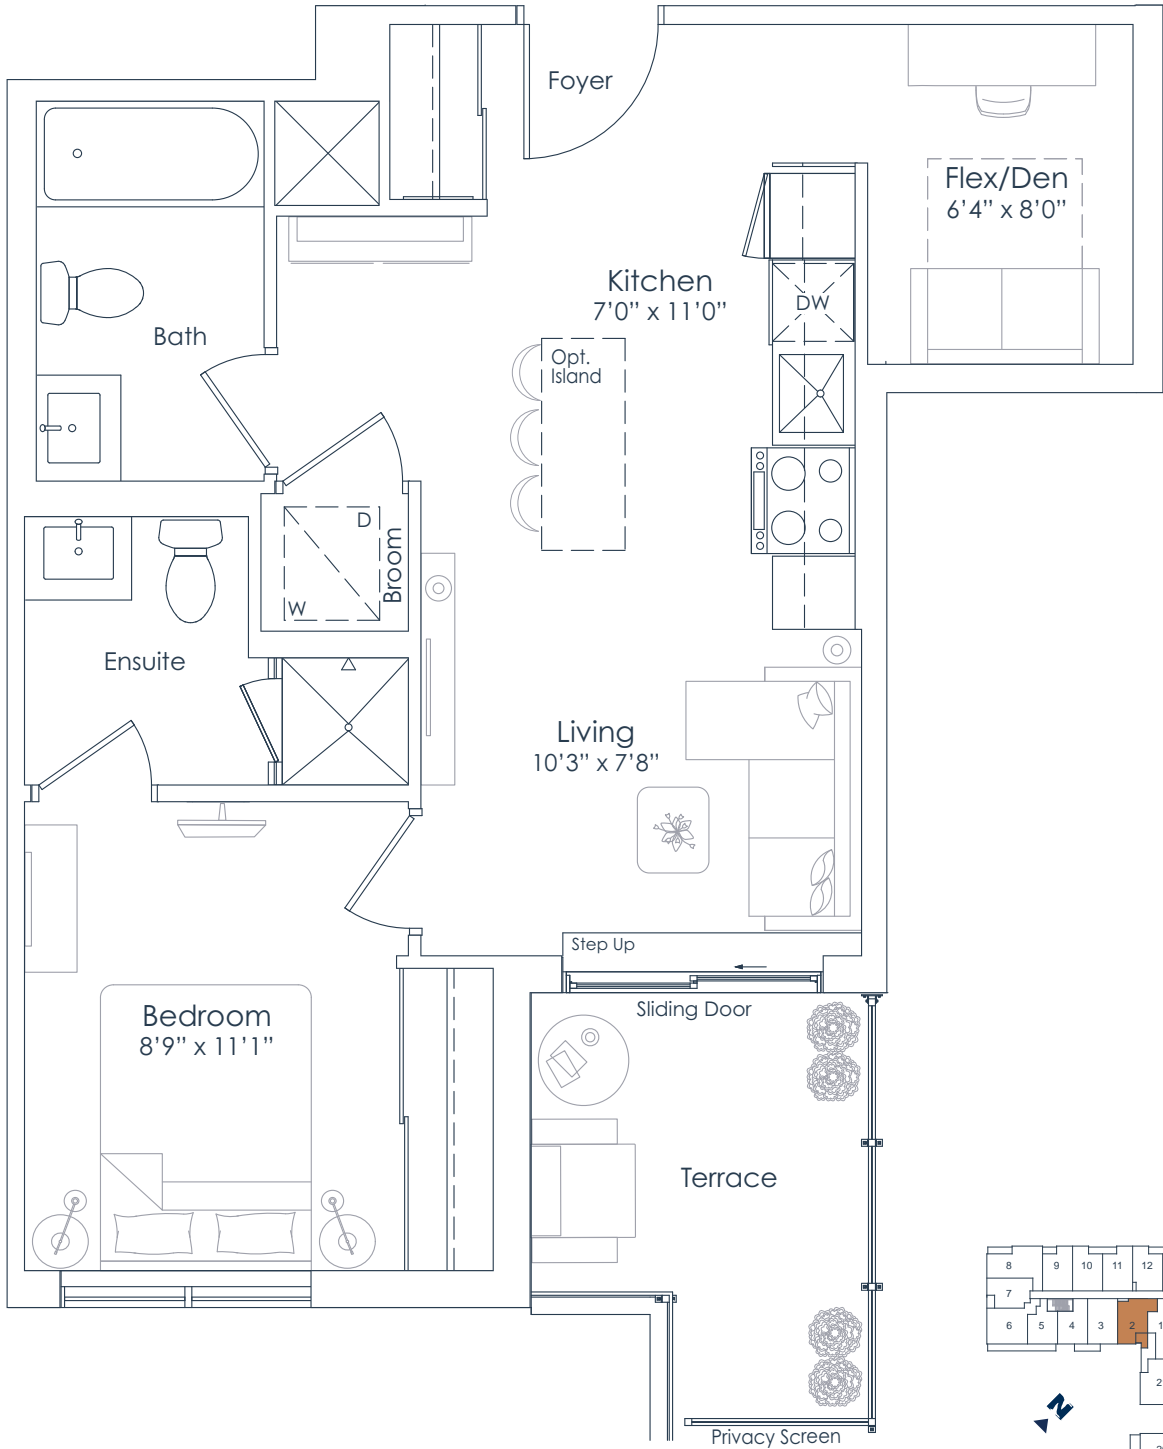 Foyer
Flex/Den
6'4" x 8'0"
Kitchen
7'0" x 11'0"
DW
Bath
Opt.
Island
D
W
Broom
Ensuite
Living
10'3" x 7'8"
Step Up
Sliding Door
Bedroom
8'9" x 11'1"
Terrace
Privacy Screen
8
9
10
11
12
7
6
5
4
3
2
1
2
N